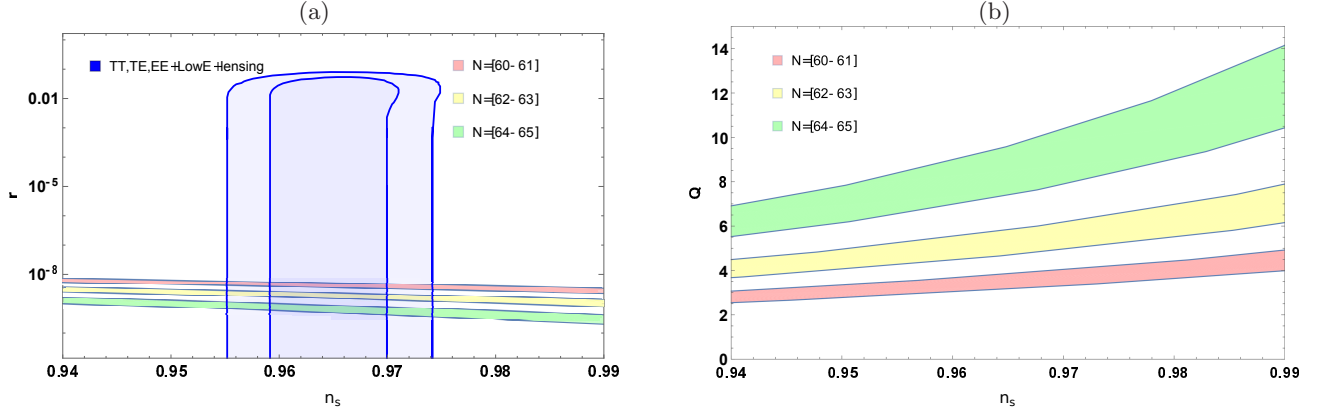 (a)
TT,TE,EE+LowE+lensing
N=[60- 61]
N=[62- 63]
N=[64- 65]
0.01
10^-5
10^-8
r
0.94 0.95 0.96 0.97 0.98 0.99
n_s
(b)
N=[60- 61]
N=[62- 63]
N=[64- 65]
14
12
10
8
6
4
2
0
Q
0.94 0.95 0.96 0.97 0.98 0.99
n_s